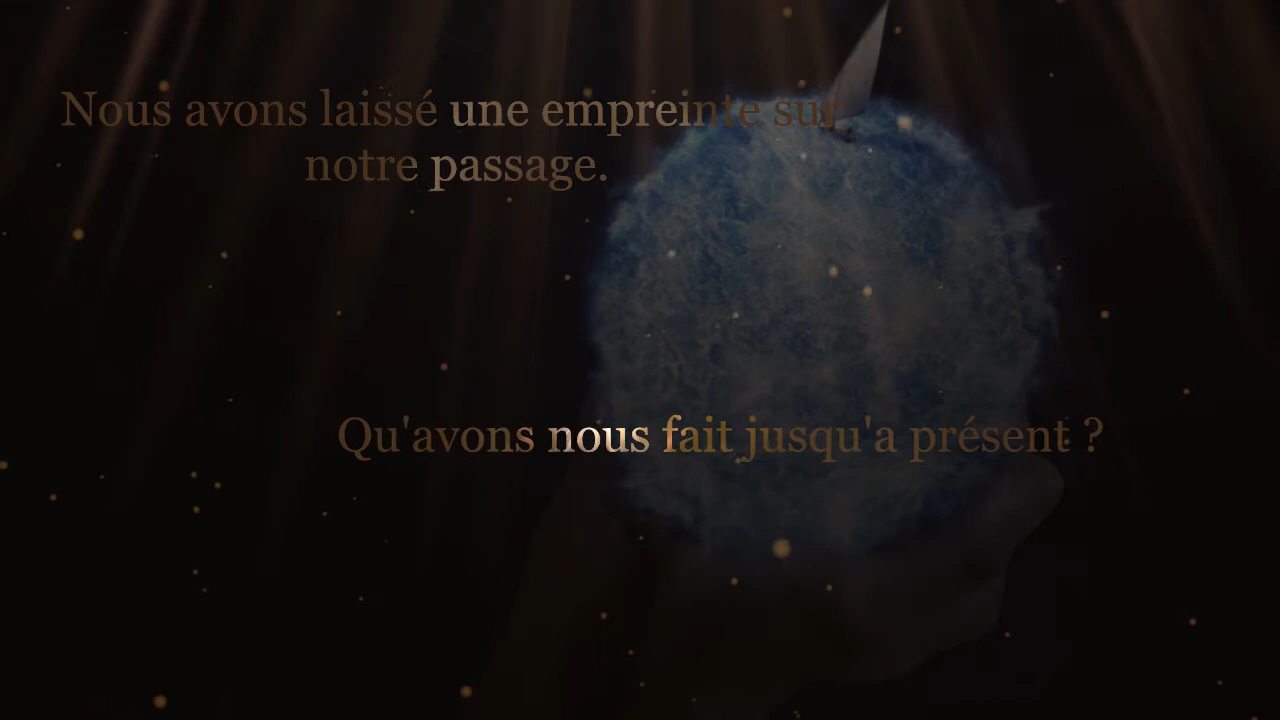 Nous avons laissé une empreinte sur
notre passage.
Qu'avons nous fait jusqu'a présent ?